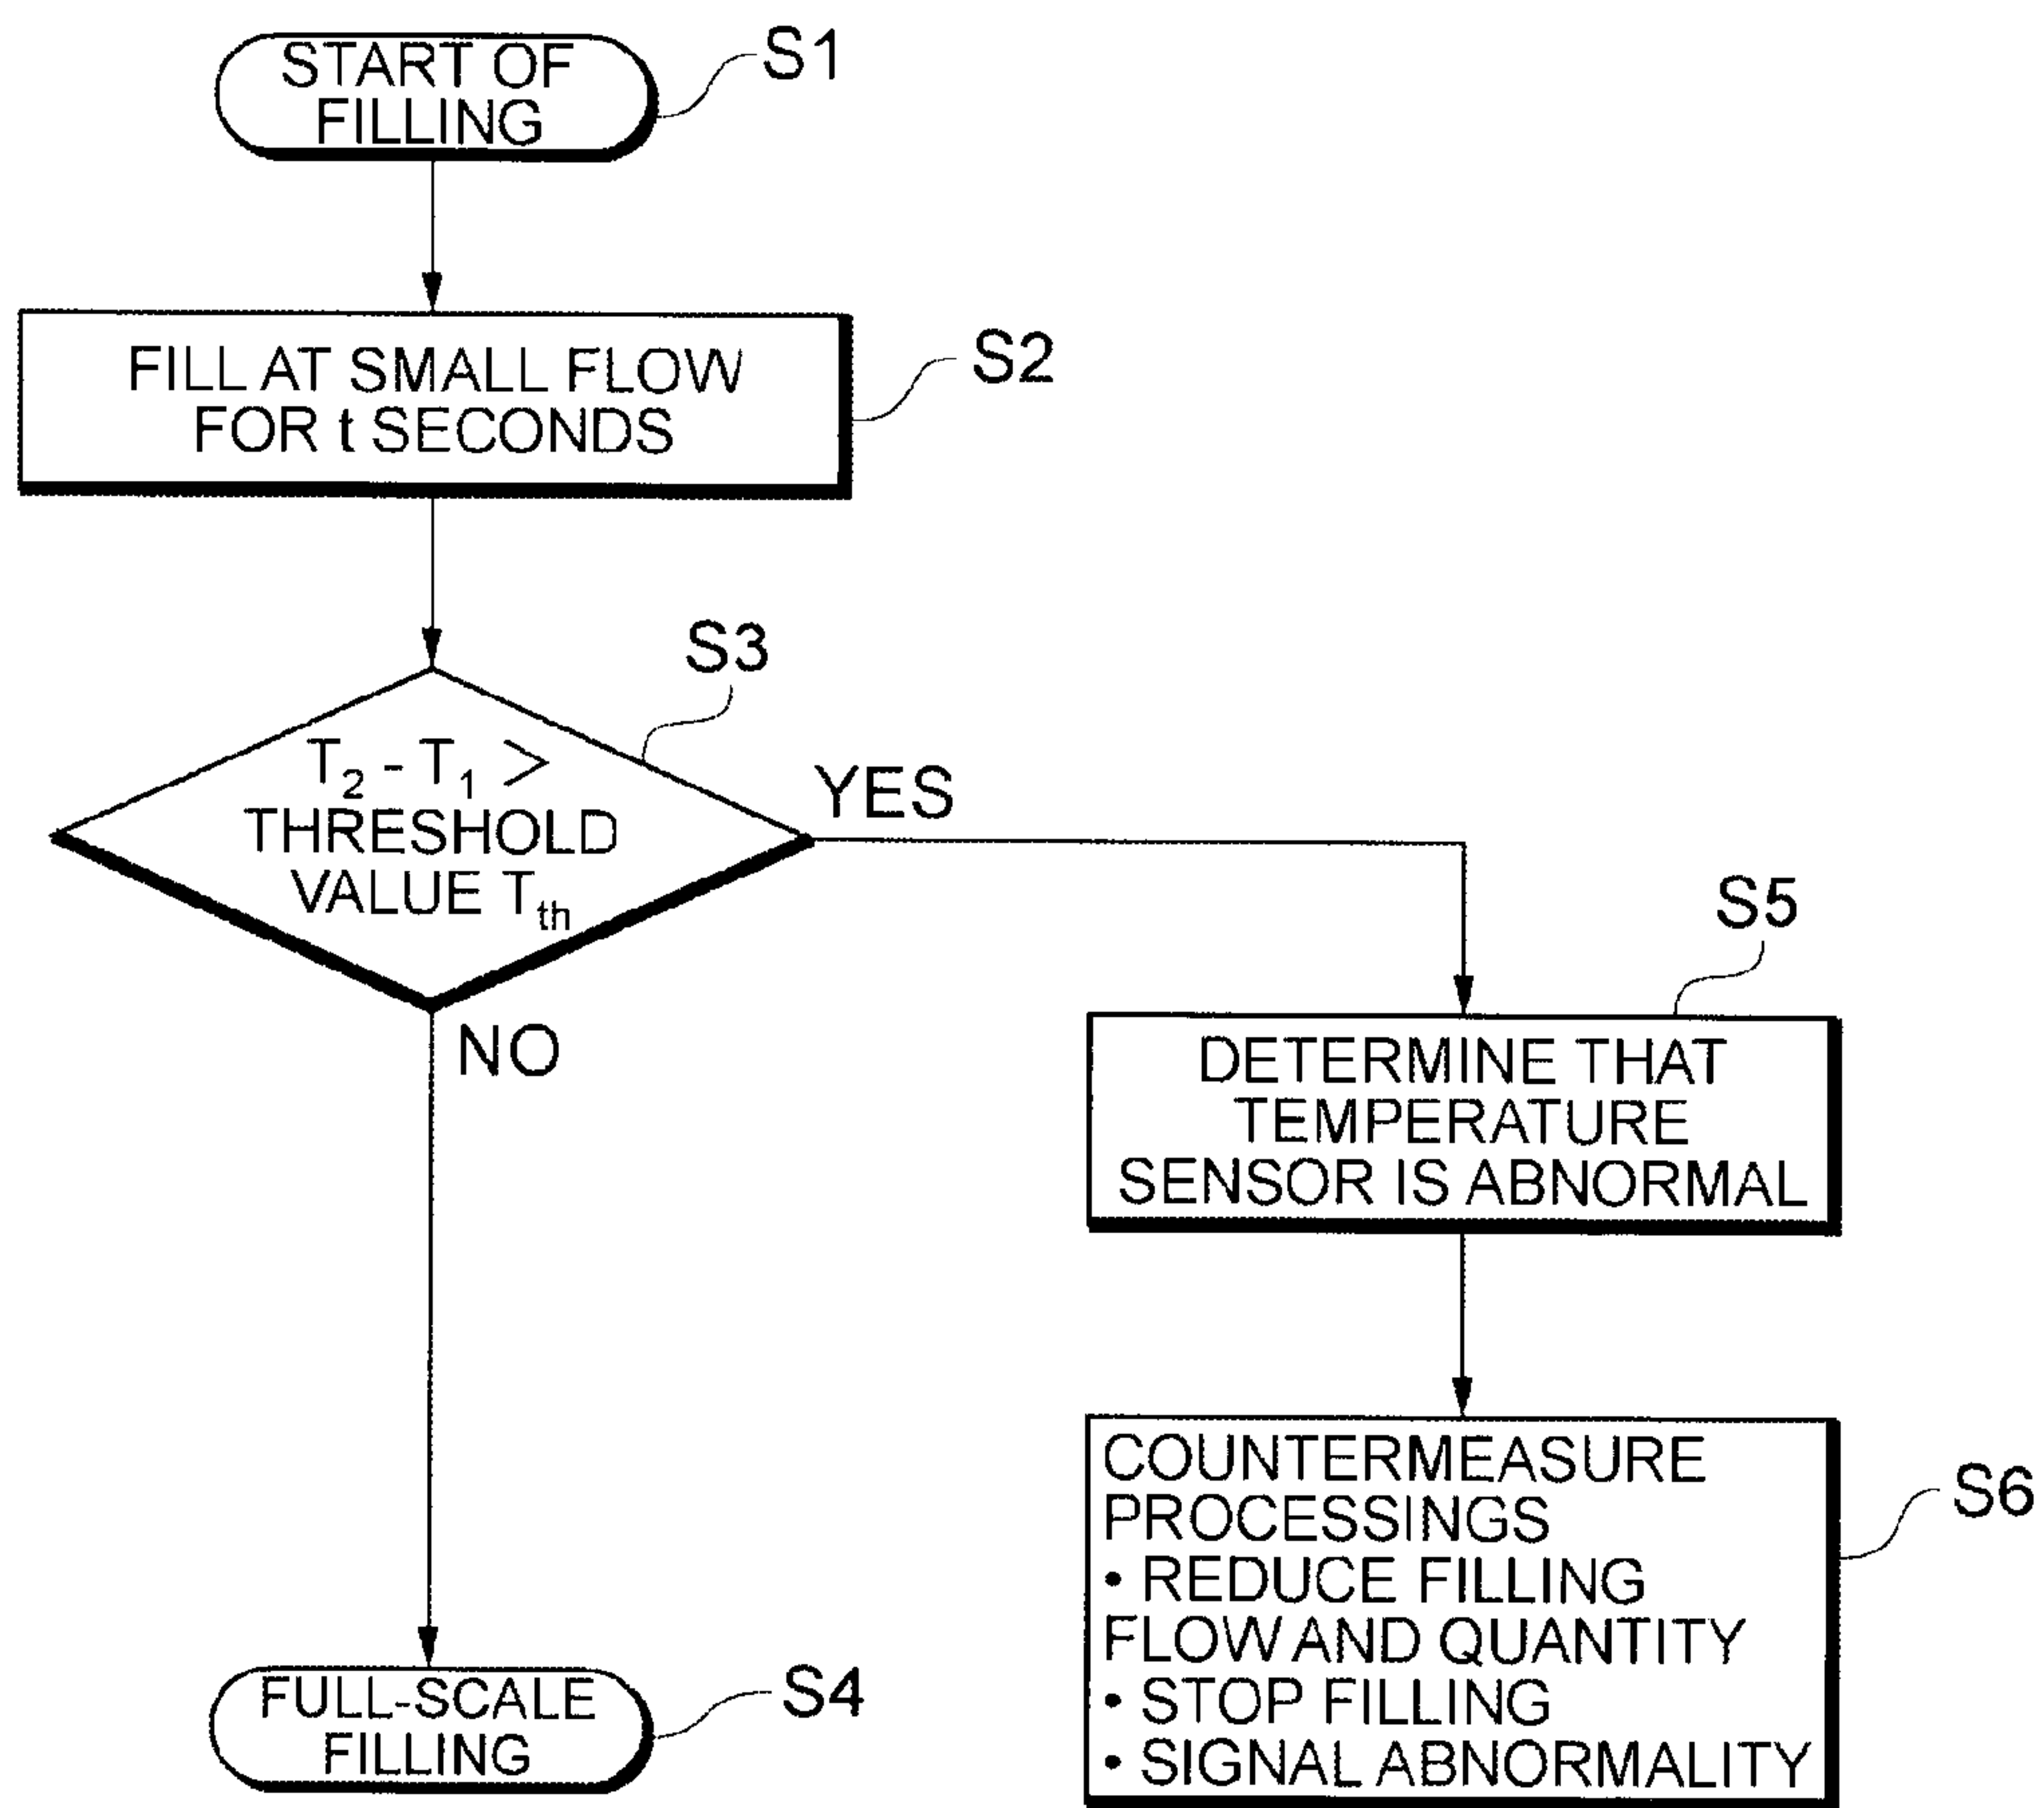 START OF
FILLING
S1
FILL AT SMALL FLOW
FOR t SECONDS
S2
S3
T2 - T1 >
THRESHOLD
VALUE Tth
YES
NO
S5
DETERMINE THAT
TEMPERATURE
SENSOR IS ABNORMAL
COUNTERMEASURE
PROCESSINGS
• REDUCE FILLING
FLOW AND QUANTITY
• STOP FILLING
• SIGNAL ABNORMALITY
S6
FULL-SCALE
FILLING
S4